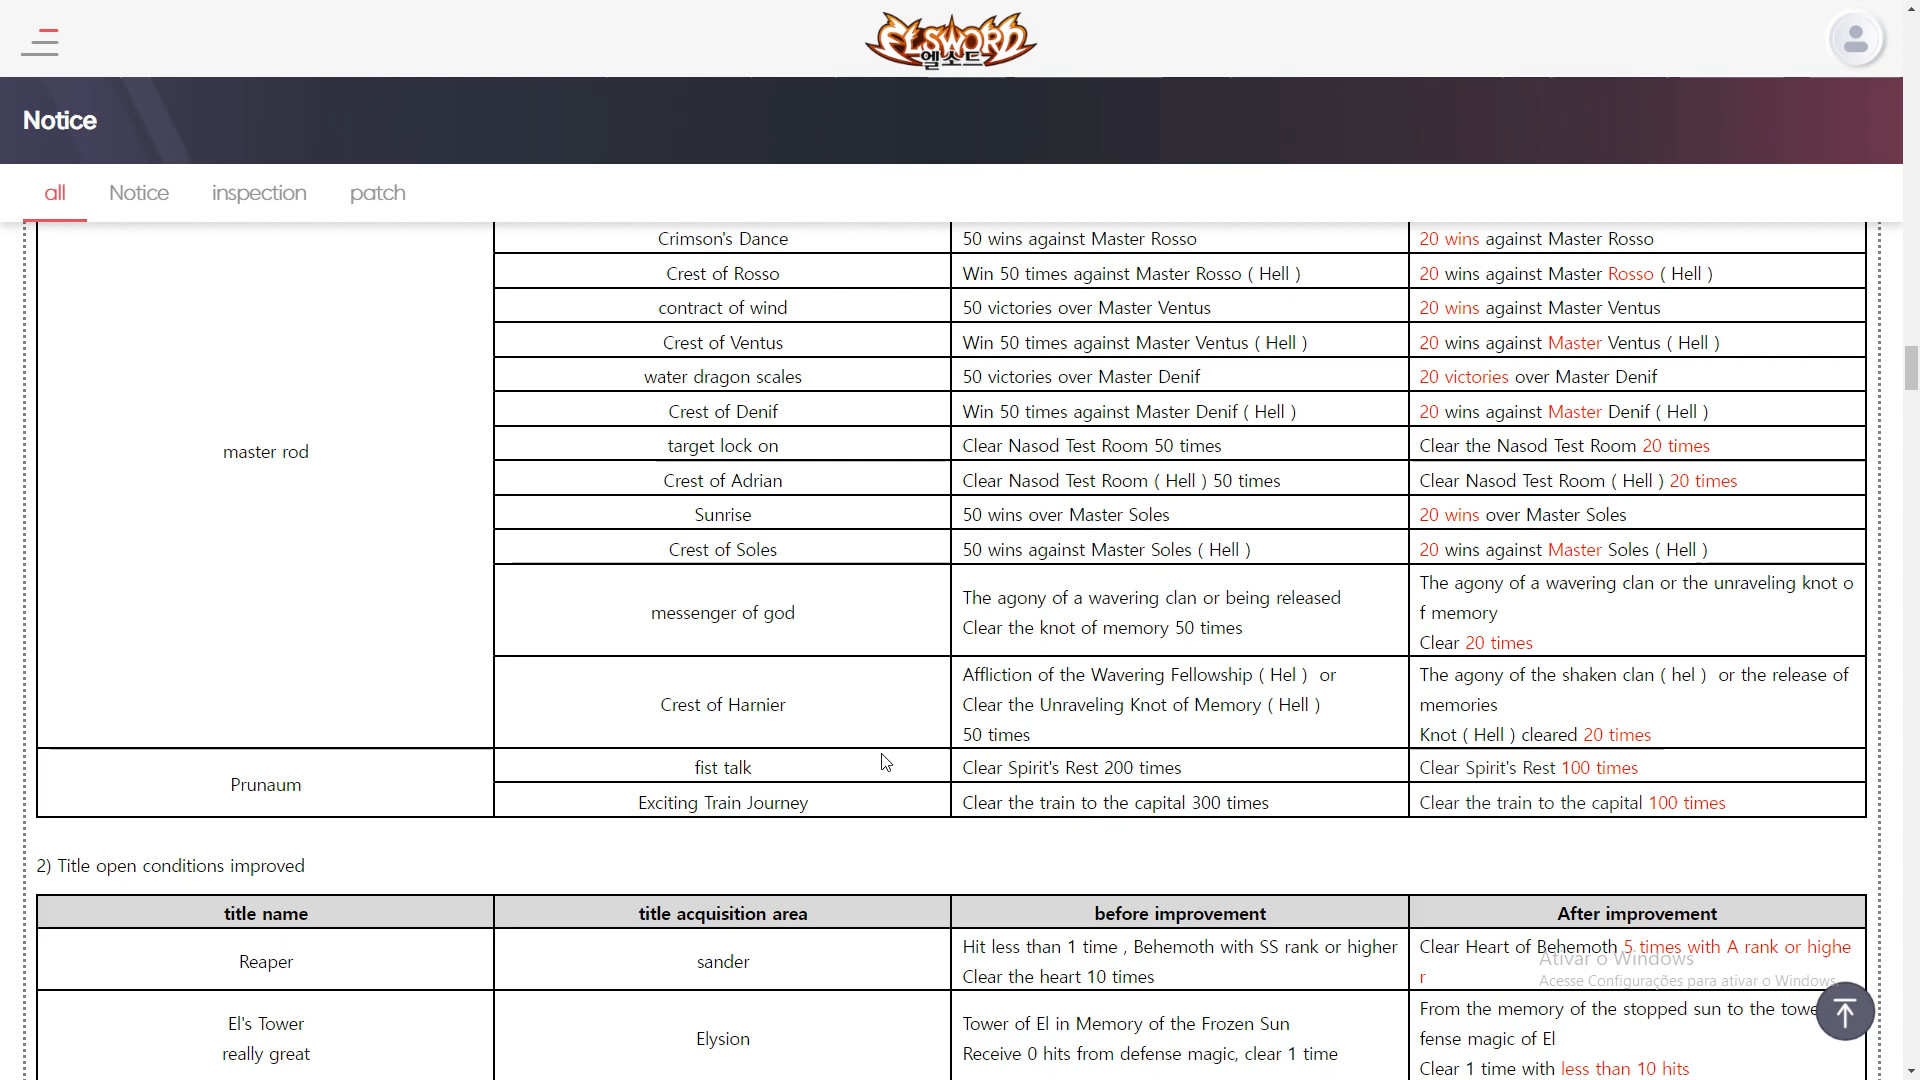 ELSWORD
엘소드
Notice
all Notice inspection patch
Crimson's Dance 50 wins against Master Rosso 20 wins against Master Rosso
Crest of Rosso Win 50 times against Master Rosso ( Hell ) 20 wins against Master Rosso ( Hell )
contract of wind 50 victories over Master Ventus 20 wins against Master Ventus
Crest of Ventus Win 50 times against Master Ventus ( Hell ) 20 wins against Master Ventus ( Hell )
water dragon scales 50 victories over Master Denif 20 victories over Master Denif
Crest of Denif Win 50 times against Master Denif ( Hell ) 20 wins against Master Denif ( Hell )
master rod
target lock on Clear Nasod Test Room 50 times Clear the Nasod Test Room 20 times
Crest of Adrian Clear Nasod Test Room ( Hell ) 50 times Clear Nasod Test Room ( Hell ) 20 times
Sunrise 50 wins over Master Soles 20 wins over Master Soles
Crest of Soles 50 wins against Master Soles ( Hell ) 20 wins against Master Soles ( Hell )
messenger of god
The agony of a wavering clan or being released
Clear the knot of memory 50 times
The agony of a wavering clan or the unraveling knot o
f memory
Clear 20 times
Crest of Harnier
Affliction of the Wavering Fellowship ( Hel ) or
Clear the Unraveling Knot of Memory ( Hell )
50 times
The agony of the shaken clan ( hel ) or the release of
memories
Knot ( Hell ) cleared 20 times
Prunaum
fist talk Clear Spirit's Rest 200 times Clear Spirit's Rest 100 times
Exciting Train Journey Clear the train to the capital 300 times Clear the train to the capital 100 times
2) Title open conditions improved
title name title acquisition area before improvement After improvement
Reaper
sander
Hit less than 1 time , Behemoth with SS rank or higher
Clear the heart 10 times
Clear Heart of Behemoth 5 times with A rank or highe
r
Ativar o Windows
Acesse Configurações para ativar o Windows.
El's Tower
really great
Elysion
Tower of El in Memory of the Frozen Sun
Receive 0 hits from defense magic, clear 1 time
From the memory of the stopped sun to the towe
fense magic of El
Clear 1 time with less than 10 hits